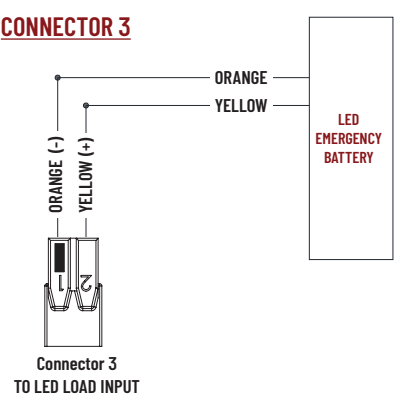 CONNECTOR 3
ORANGE
YELLOW
LED
EMERGENCY
BATTERY
ORANGE (-)
YELLOW (+)
1
2
Connector 3
TO LED LOAD INPUT